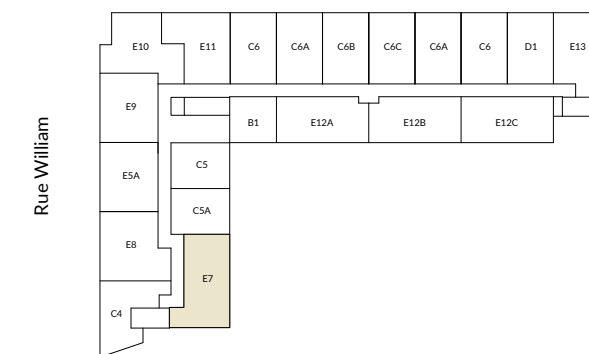 E10 E11 C6 C6A C6B C6C C6A C6 D1 E13
E9 B1 E12A E12B E12C
E5A C5
C5A
E8
E7
C4
Rue William